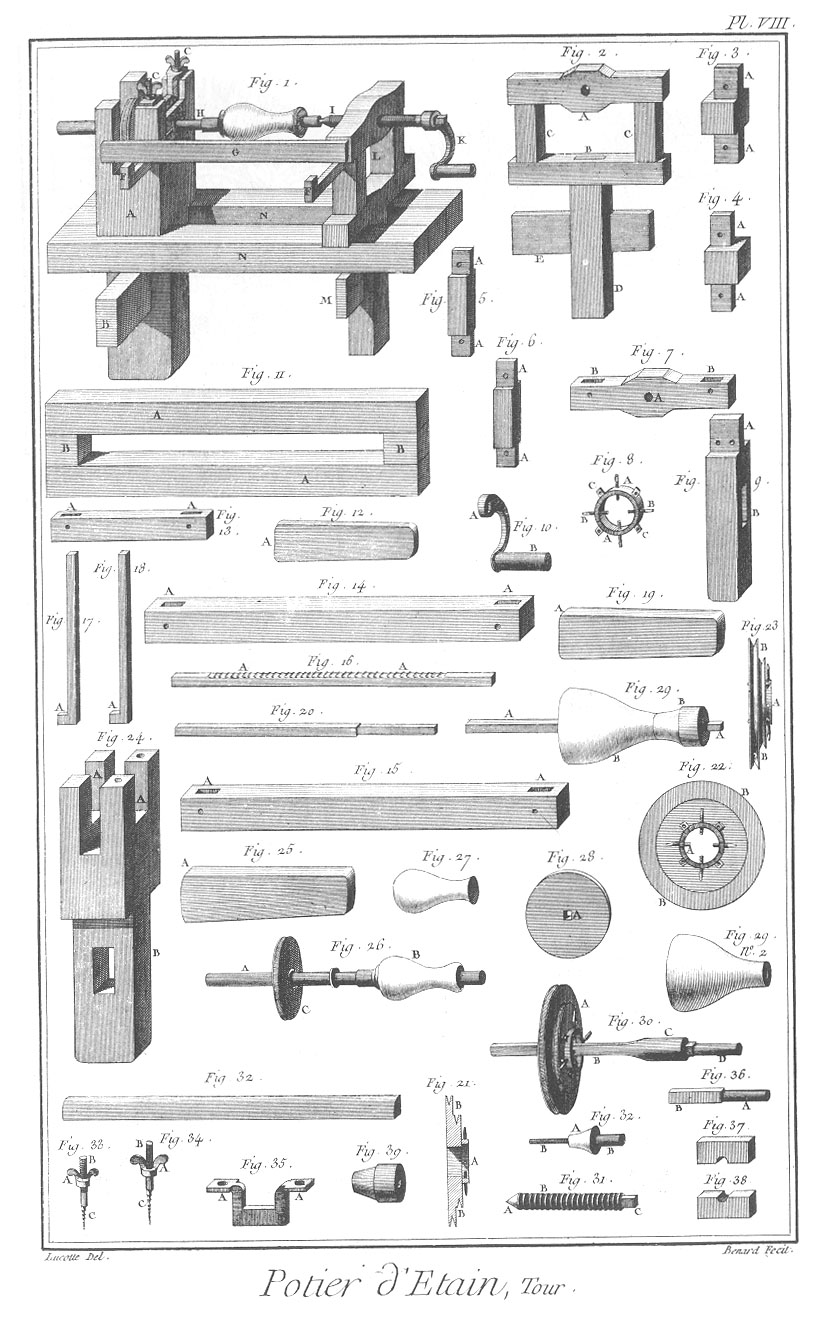 Pl. VIII.
Fig. 1.
C
C
H
I
K
G
L
F
F
A
N
N
B
M
Fig. 2.
A
C
C
B
E
D
Fig. 3.
A
A
Fig. 4.
A
A
Fig. 5.
A
A
Fig. 6.
A
A
Fig. 7.
B
B
A
Fig. 11.
A
B
B
A
Fig. 8.
C
A
B
B
A
C
Fig. 9.
A
B
Fig. 13.
A
A
Fig. 12.
A
Fig. 10.
A
B
Fig. 17.
A
Fig. 18.
A
Fig. 14.
A
A
Fig. 19.
A
Fig. 16.
A
A
Fig. 23
B
A
B
Fig. 20.
Fig. 29.
A
B
A
B
Fig. 24
A
A
B
Fig. 15.
A
A
Fig. 22.
B
A
B
Fig. 25.
A
Fig. 27.
Fig. 28.
A
Fig. 26.
A
B
C
Fig. 29.
N.º 2
Fig. 30.
A
C
B
D
Fig. 32.
Fig. 21.
B
A
B
Fig. 36.
B
A
Fig. 33.
B
A
C
Fig. 34.
B
A
C
Fig. 35.
A
A
Fig. 39.
Fig. 32.
A
B
B
Fig. 37.
Fig. 31.
B
A
C
Fig. 38
Lucotte Del.
Benard Fecit.
Potier d'Etain, Tour.